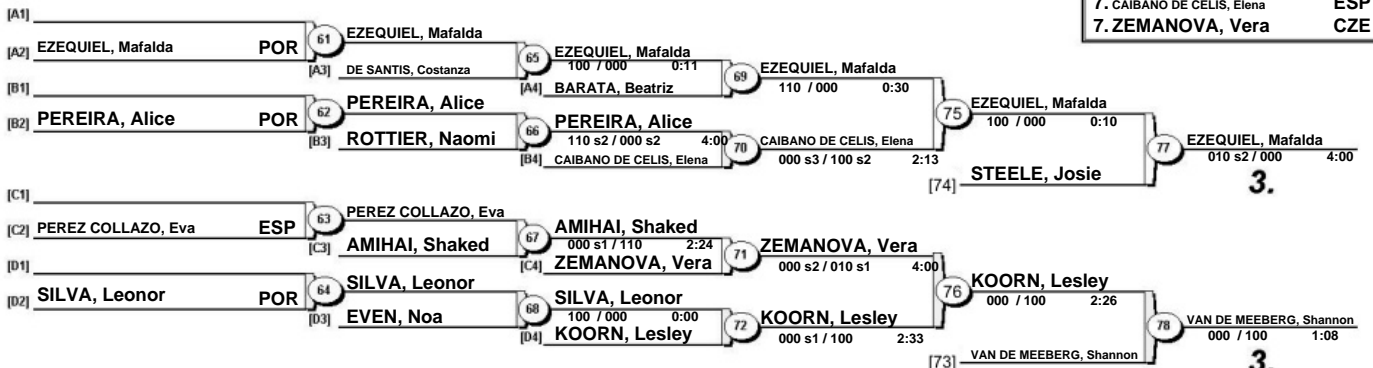 7. CAIBANO DE CELIS, Elena ESP
7. ZEMANOVA, Vera CZE
[A1]
[A2] EZEQUIEL, Mafalda POR
61
EZEQUIEL, Mafalda
[A3] DE SANTIS, Costanza
65
EZEQUIEL, Mafalda
100 / 000 0:11
[A4] BARATA, Beatriz
69
EZEQUIEL, Mafalda
110 / 000 0:30
[B1]
[B2] PEREIRA, Alice POR
62
PEREIRA, Alice
[B3] ROTTIER, Naomi
66
PEREIRA, Alice
110 s2 / 000 s2 4:00
[B4] CAIBANO DE CELIS, Elena
70
CAIBANO DE CELIS, Elena
000 s3 / 100 s2 2:13
75
EZEQUIEL, Mafalda
100 / 000 0:10
[74] STEELE, Josie
77
EZEQUIEL, Mafalda
010 s2 / 000 4:00
3.
[C1]
[C2] PEREZ COLLAZO, Eva ESP
63
PEREZ COLLAZO, Eva
[C3] AMIHAI, Shaked
67
AMIHAI, Shaked
000 s1 / 110 2:24
[C4] ZEMANOVA, Vera
71
ZEMANOVA, Vera
000 s2 / 010 s1 4:00
[D1]
[D2] SILVA, Leonor POR
64
SILVA, Leonor
[D3] EVEN, Noa
68
SILVA, Leonor
100 / 000 0:00
[D4] KOORN, Lesley
72
KOORN, Lesley
000 s1 / 100 2:33
76
KOORN, Lesley
000 / 100 2:26
[73] VAN DE MEEBERG, Shannon
78
VAN DE MEEBERG, Shannon
000 / 100 1:08
3.